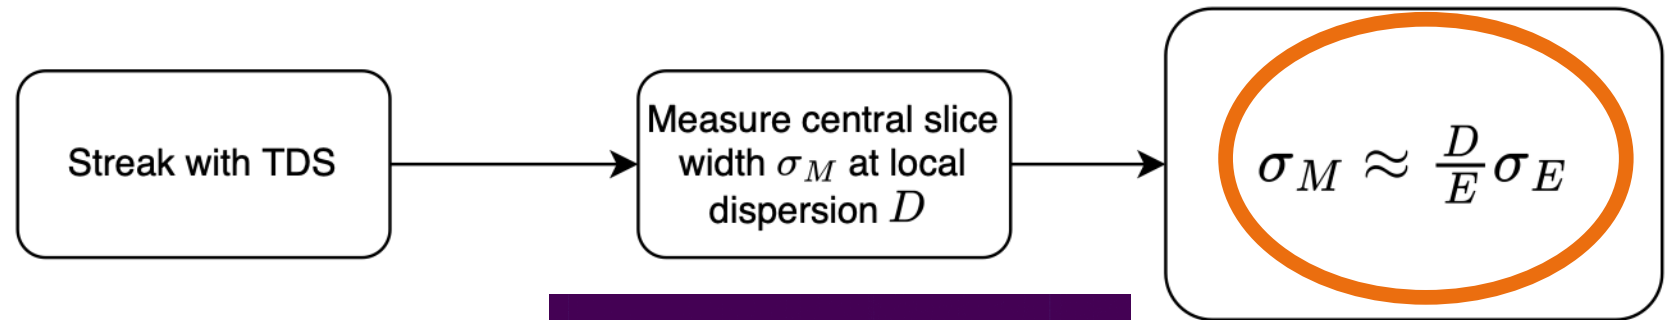 Streak with TDS
Measure central slice
width σ_M at local
dispersion D
σ_M ≈ D/E σ_E